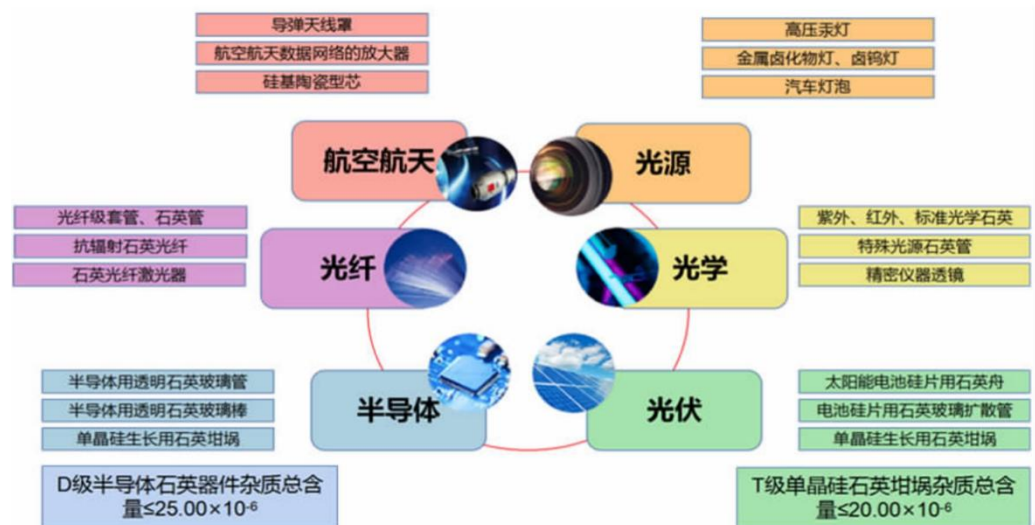 导弹天线罩
航空航天数据网络的放大器
硅基陶瓷型芯
高压汞灯
金属卤化物灯、卤钨灯
汽车灯泡
航空航天
光源
光纤级套管、石英管
抗辐射石英光纤
石英光纤激光器
光纤
光学
紫外、红外、标准光学石英
特殊光源石英管
精密仪器透镜
半导体用透明石英玻璃管
半导体用透明石英玻璃棒
单晶硅生长用石英坩埚
半导体
光伏
太阳能电池硅片用石英舟
电池硅片用石英玻璃扩散管
单晶硅生长用石英坩埚
D级半导体石英器件杂质总含
量≤25.00×10⁻⁶
T级单晶硅石英坩埚杂质总含
量≤20.00×10⁻⁶